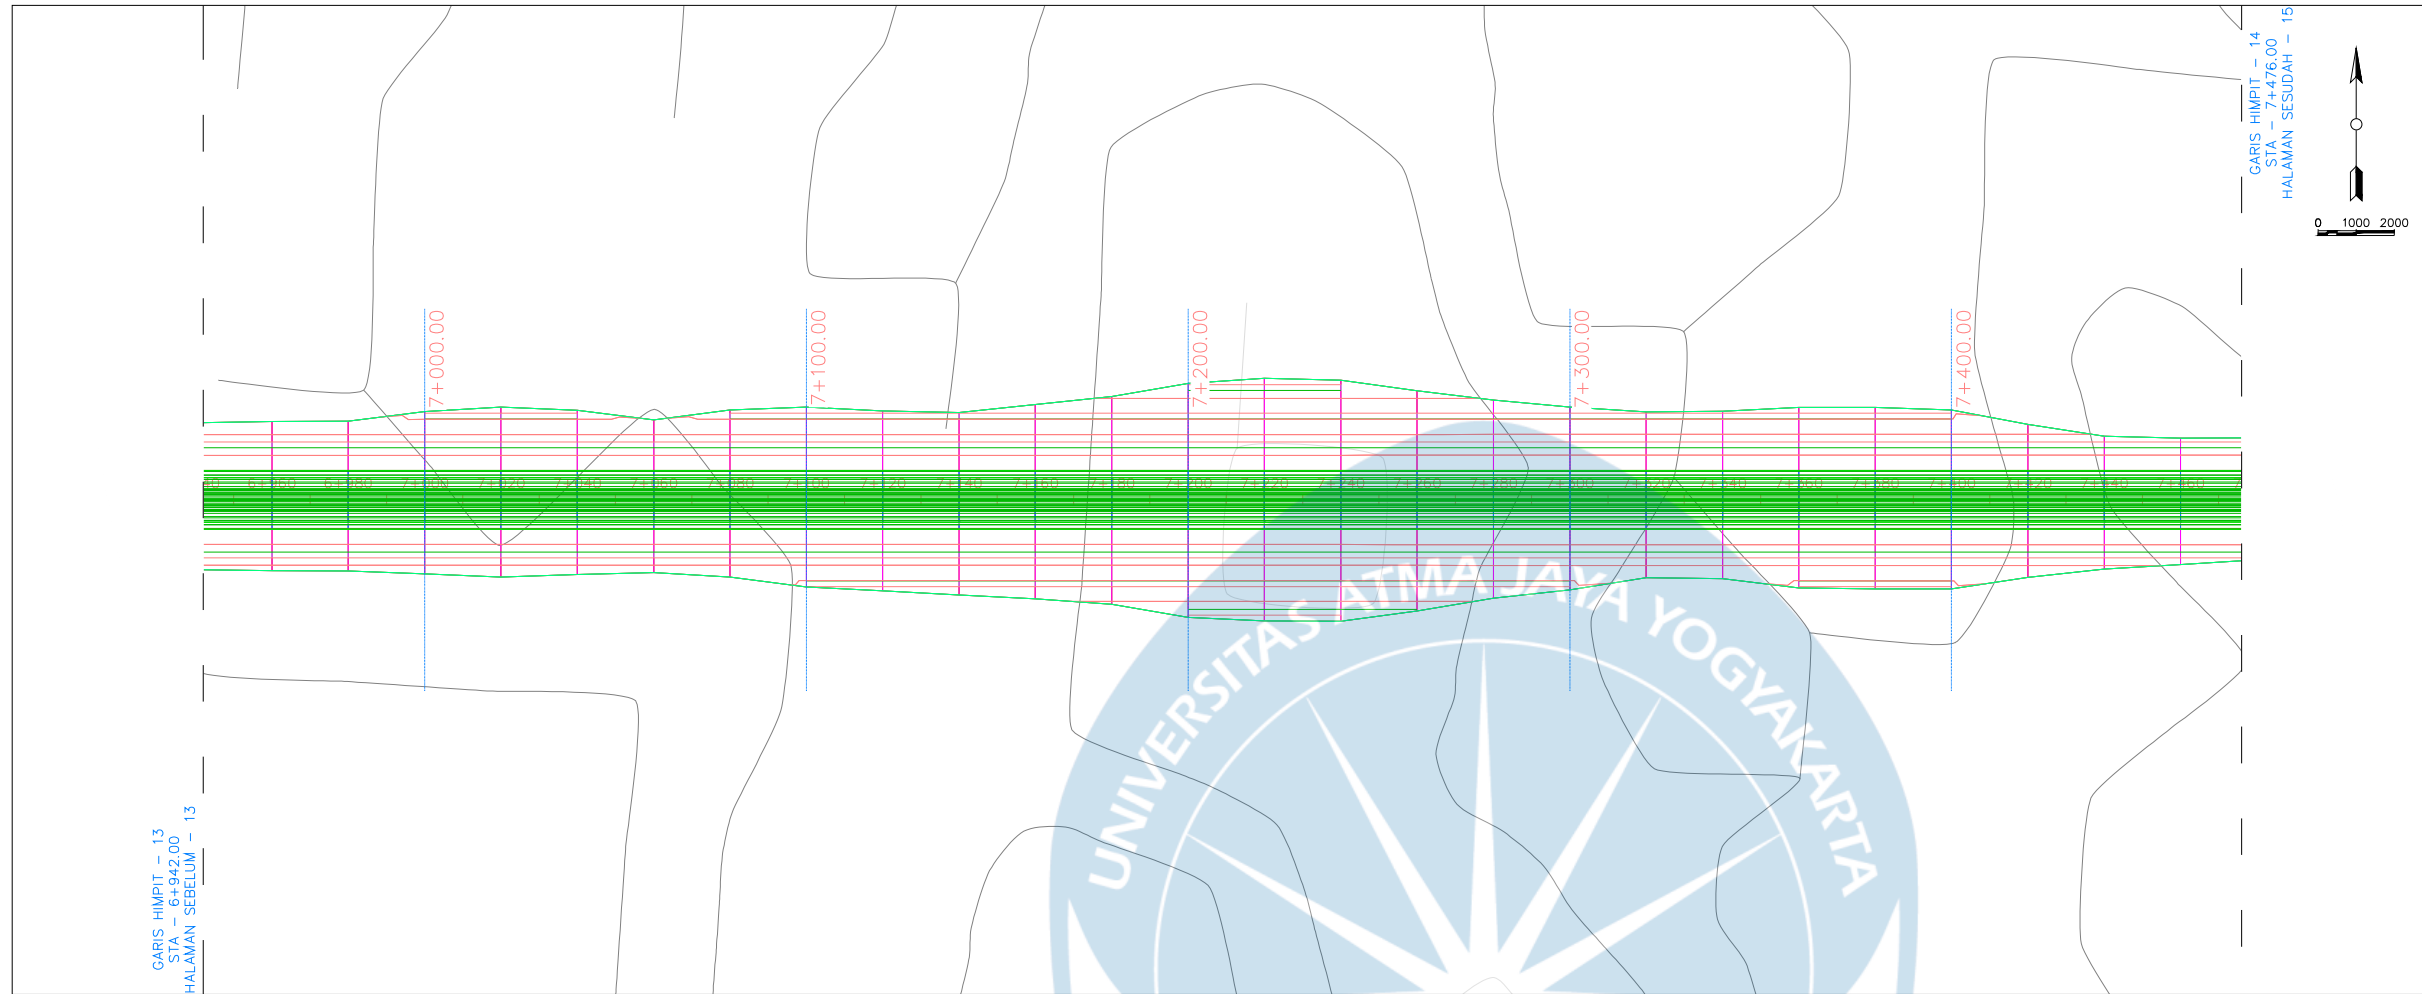 GARIS HIMPIT - 14
STA - 7+476.00
HALAMAN SESUDAH - 15
0 1000 2000
7+000.00
7+100.00
7+200.00
7+300.00
7+400.00
40 6+960 6+980 7+000 7+020 7+040 7+060 7+080 7+100 7+120 7+140 7+160 7+180 7+200 7+220 7+240 7+260 7+280 7+300 7+320 7+340 7+360 7+380 7+400 7+420 7+440 7+460
UNIVERSITAS ATMA JAYA YOGYAKARTA
GARIS HIMPIT - 13
STA - 6+942.00
HALAMAN SEBELUM - 13